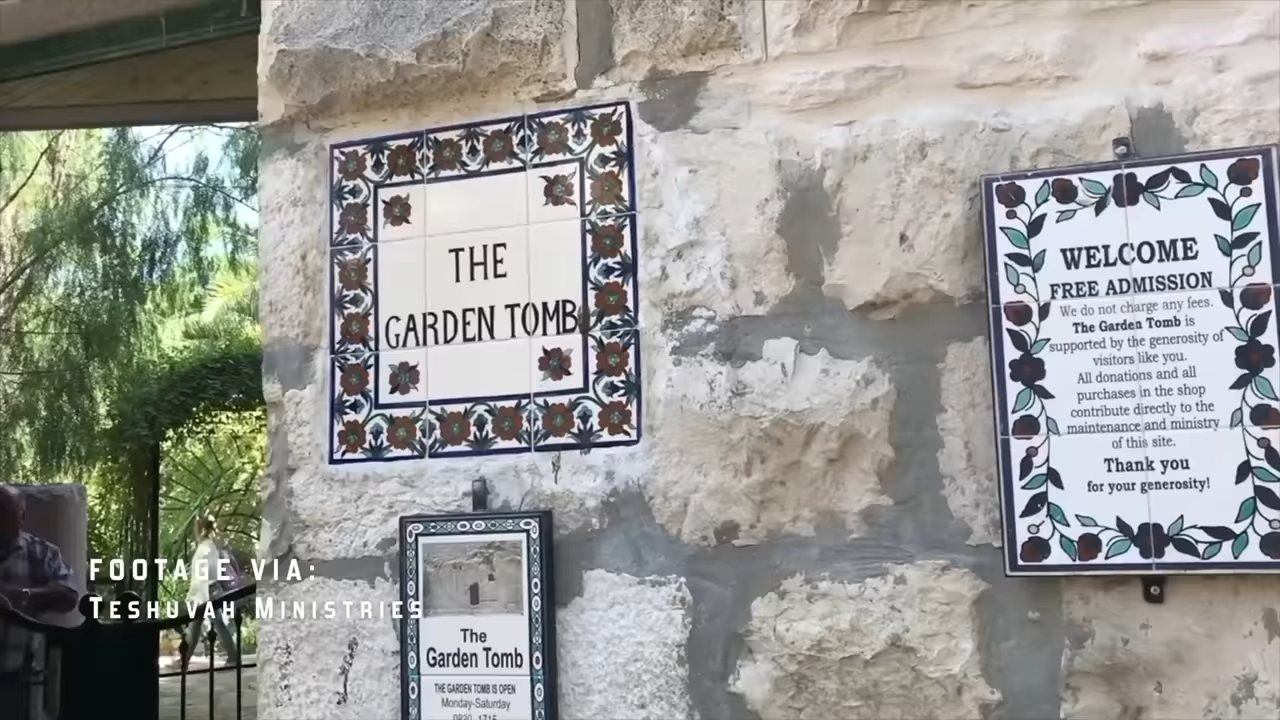 THE
GARDEN TOMB
WELCOME
FREE ADMISSION
We do not charge any fees.
The Garden Tomb is
supported by the generosity of
visitors like you.
All donations and all
purchases in the shop
contribute directly to the
maintenance and ministry
of this site.
Thank you
for your generosity!
The
Garden Tomb
THE GARDEN TOMB IS OPEN
Monday-Saturday
0830 1715
FOOTAGE VIA:
TESHUVAH MINISTRIES